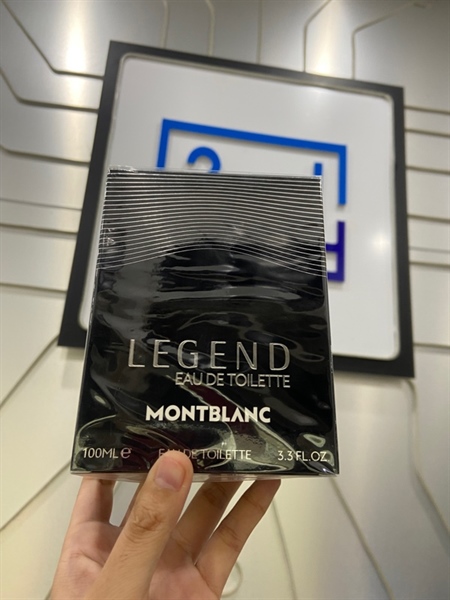 LEGEND
EAU DE TOILETTE
MONTBLANC
100ML e EAU DE TOILETTE 3.3 FL.OZ